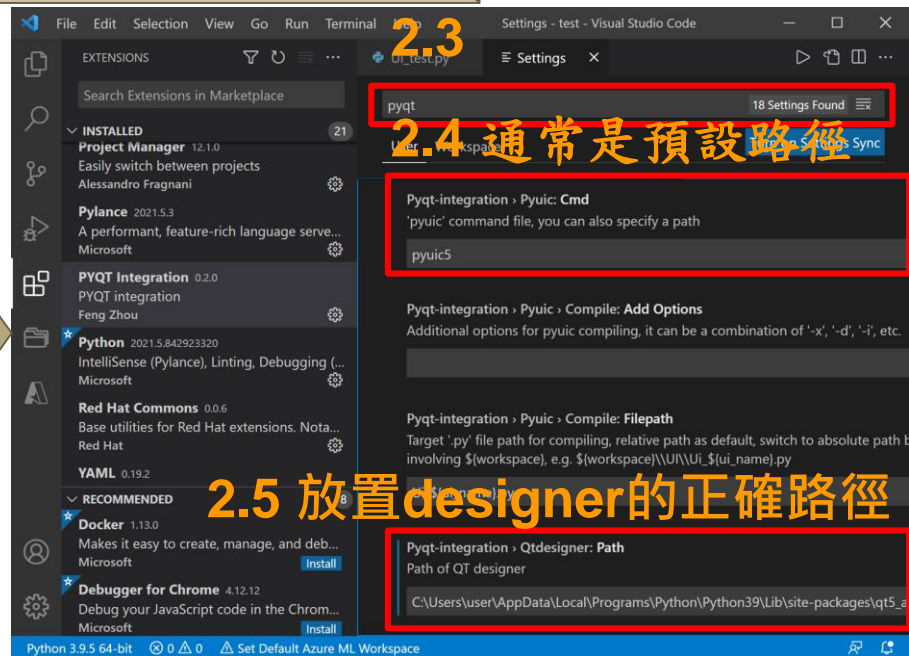 File Edit Selection View Go Run Terminal Settings - test - Visual Studio Code
2.3
EXTENSIONS
Search Extensions in Marketplace
INSTALLED 21
Project Manager 12.1.0
Easily switch between projects
Alessandro Fragnani
Pylance 2021.5.3
A performant, feature-rich language serve...
Microsoft
PYQT Integration 0.2.0
PYQT integration
Feng Zhou
Python 2021.5.842923320
IntelliSense (Pylance), Linting, Debugging (...
Microsoft
Red Hat Commons 0.0.6
Base utilities for Red Hat extensions. Nota...
Red Hat
YAML 0.19.2
RECOMMENDED 8
Docker 1.13.0
Makes it easy to create, manage, and deb...
Microsoft Install
Debugger for Chrome 4.12.12
Debug your JavaScript code in the Chrom...
Microsoft Install
UI_test.py Settings
pyqt 18 Settings Found
2.4 通常是預設路徑
User Workspace Turn on Settings Sync
Pyqt-integration › Pyuic: Cmd
'pyuic' command file, you can also specify a path
pyuic5
Pyqt-integration › Pyuic › Compile: Add Options
Additional options for pyuic compiling, it can be a combination of '-x', '-d', '-i', etc.
Pyqt-integration › Pyuic › Compile: Filepath
Target '.py' file path for compiling, relative path as default, switch to absolute path b
involving ${workspace}, e.g. ${workspace}\\UI\\Ui_${ui_name}.py
2.5 放置designer的正確路徑
Pyqt-integration › Qtdesigner: Path
Path of QT designer
C:\Users\user\AppData\Local\Programs\Python\Python39\Lib\site-packages\qt5_a
Python 3.9.5 64-bit 0 0 Set Default Azure ML Workspace